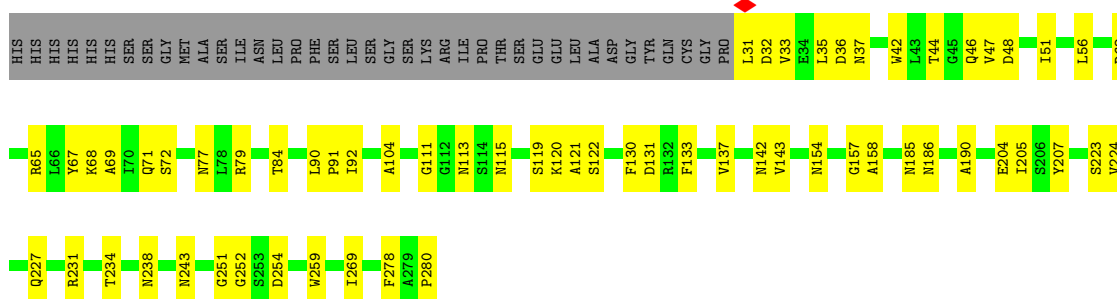 HIS HIS HIS HIS HIS HIS SER SER GLY MET ALA SER ILE ASN LEU PRO PHE SER LEU SER GLY SER LYS ARG ILE PRO THR SER GLU GLU LEU ALA ASP GLY TYR GLN CYS GLY PRO L31 D32 V33 E34 L35 D36 N37 W42 L43 T44 G45 Q46 V47 D48 I51 L56
R65 L66 Y67 K68 A69 I70 Q71 S72 N77 L78 R79 T84 L90 P91 I92 A104 G111 G112 N113 S114 N115 S119 K120 A121 S122 F130 D131 R132 F133 V137 N142 V143 N154 G157 A158 N185 N186 A190 E204 I205 S206 Y207 S223 V224
Q227 R231 T234 N238 N243 G251 G252 S253 D254 W259 I269 F278 A279 P280